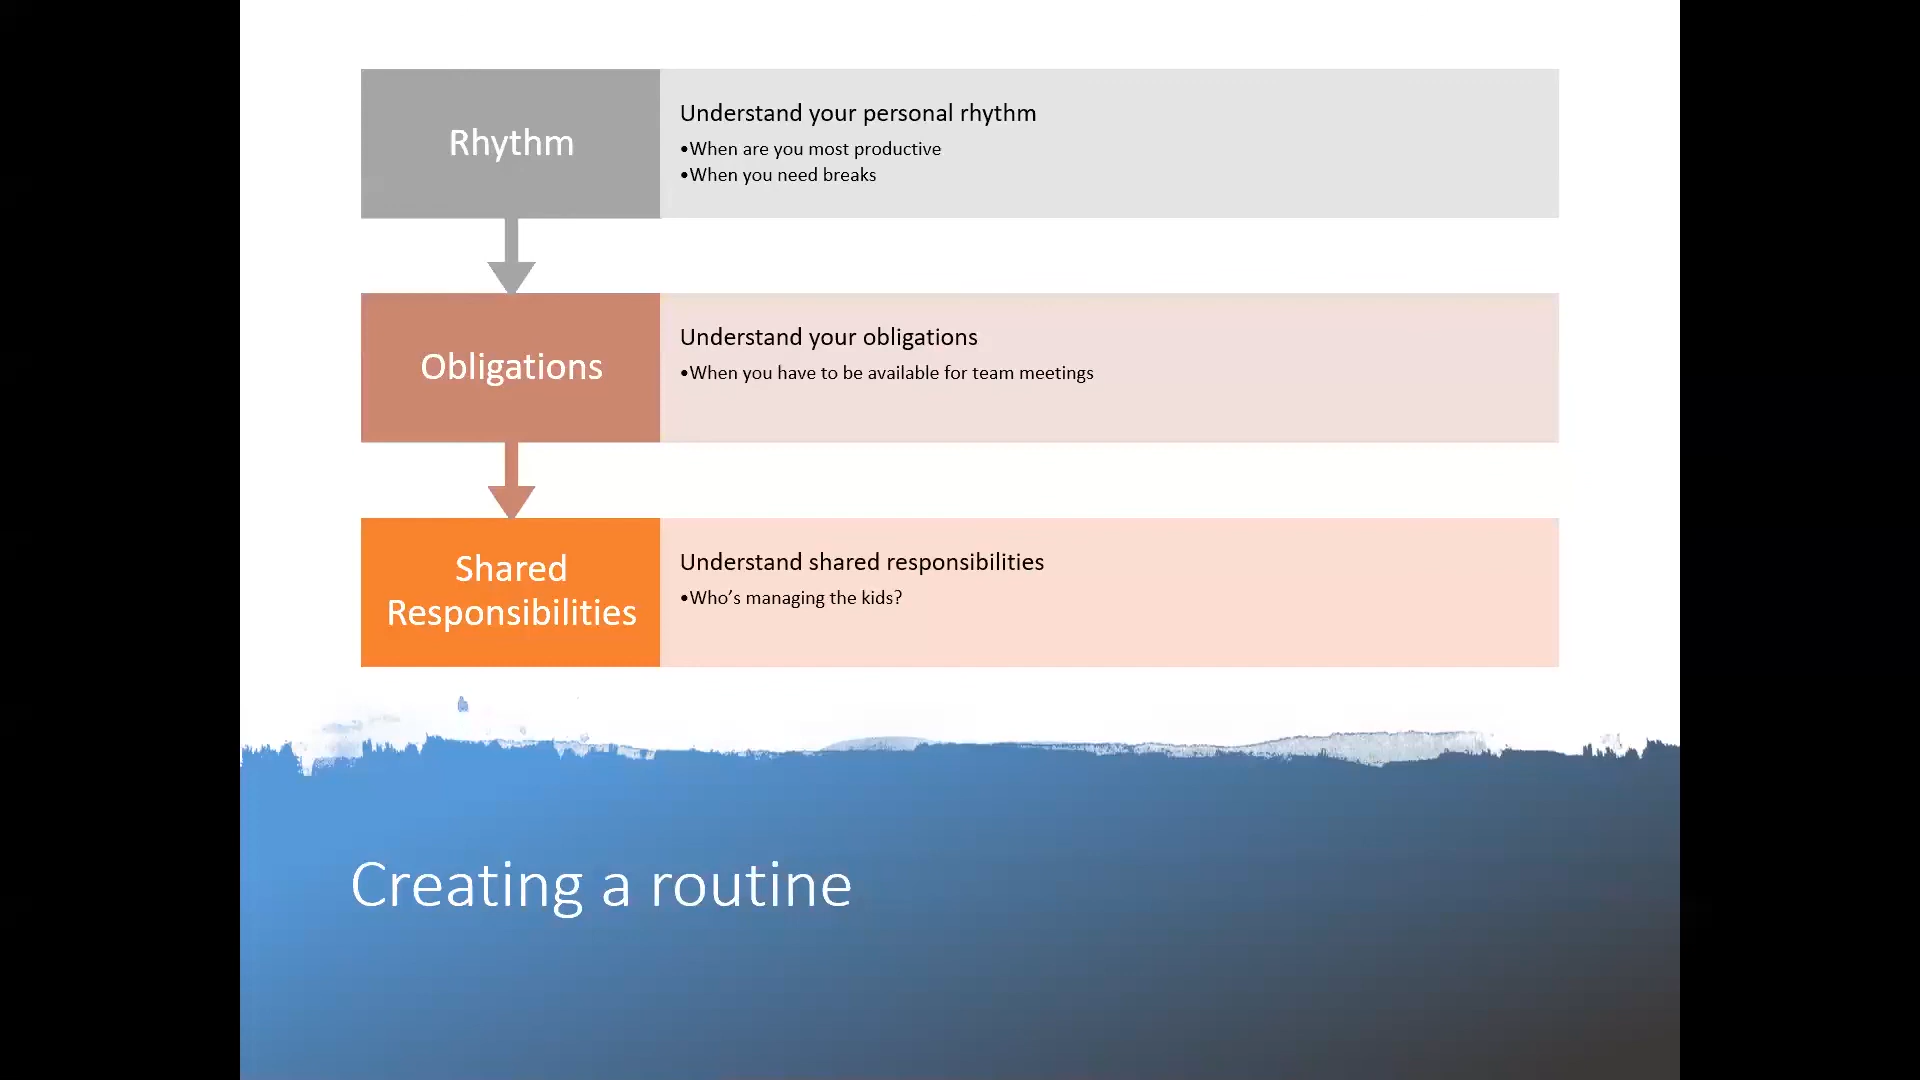 Rhythm
Understand your personal rhythm
•When are you most productive
•When you need breaks
Obligations
Understand your obligations
•When you have to be available for team meetings
Shared
Responsibilities
Understand shared responsibilities
•Who’s managing the kids?
Creating a routine